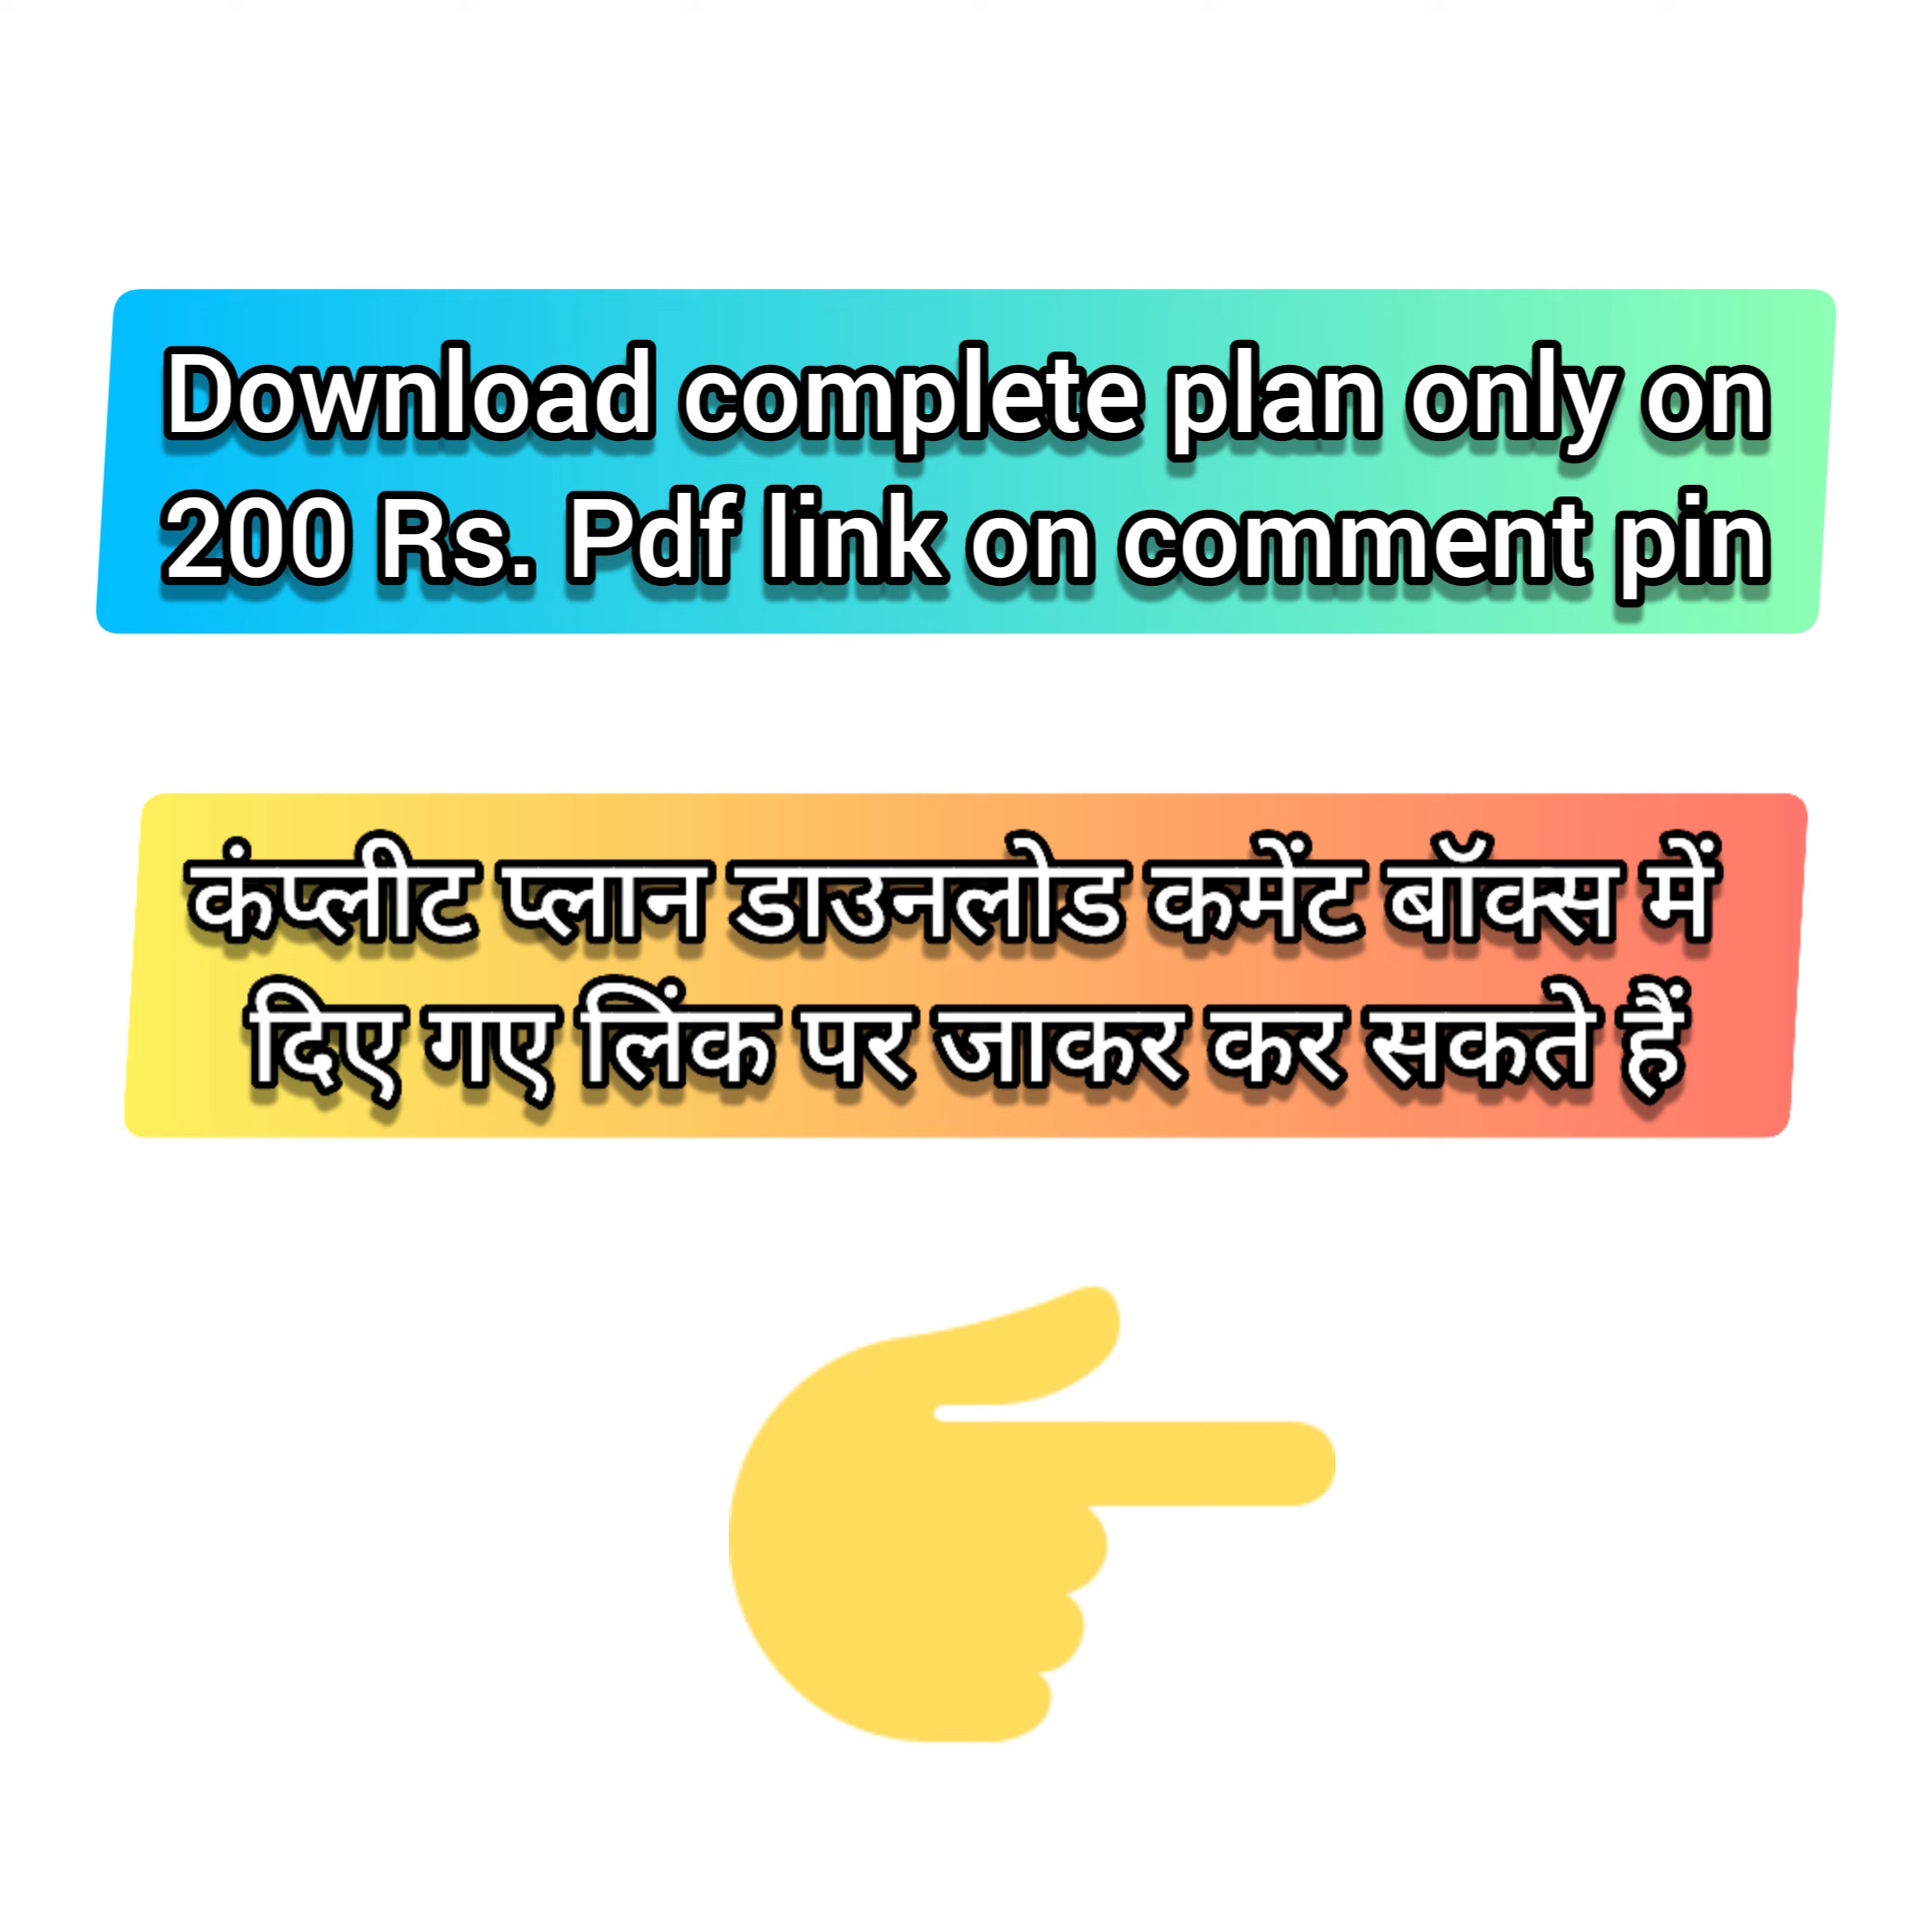 Download complete plan only on
200 Rs. Pdf link on comment pin
कंप्लीट प्लान डाउनलोड कमेंट बॉक्स में
दिए गए लिंक पर जाकर कर सकते हैं